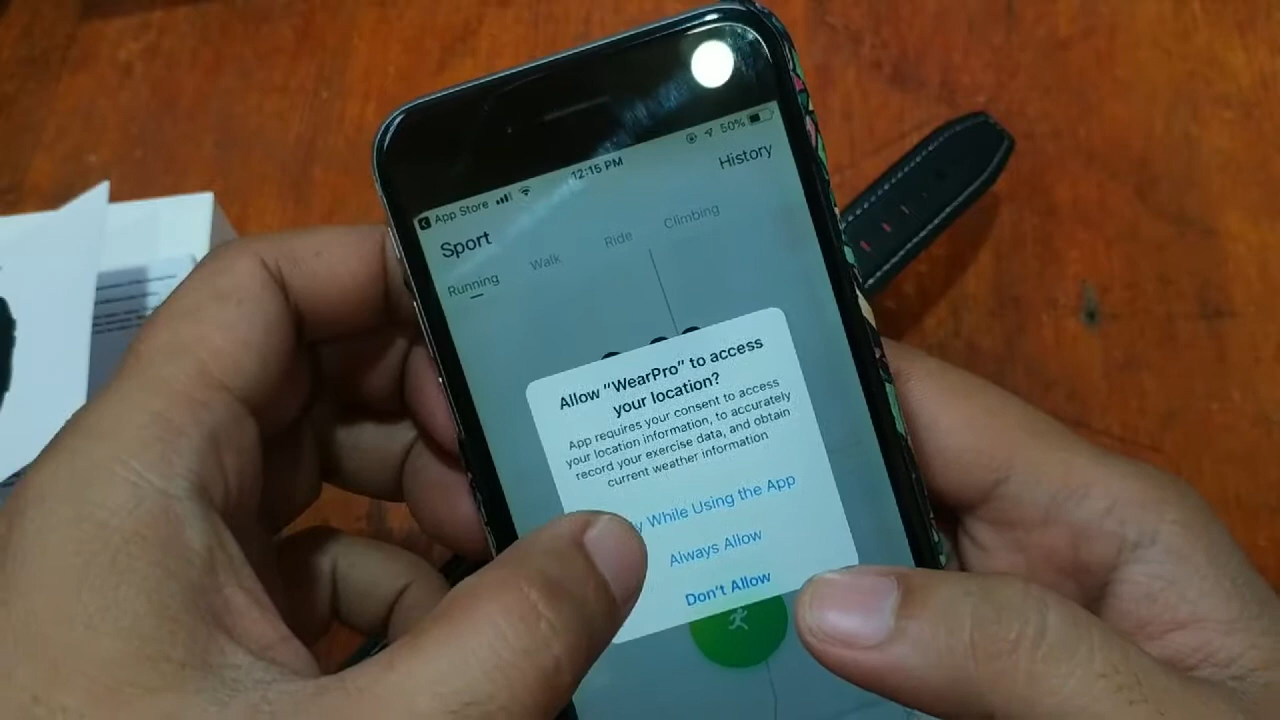 App Store 12:15 PM 50%
Sport History
Running Walk Ride Climbing
Allow "WearPro" to access
your location?
App requires your consent to access
your location information, to accurately
record your exercise data, and obtain
current weather information
While Using the App
Always Allow
Don't Allow